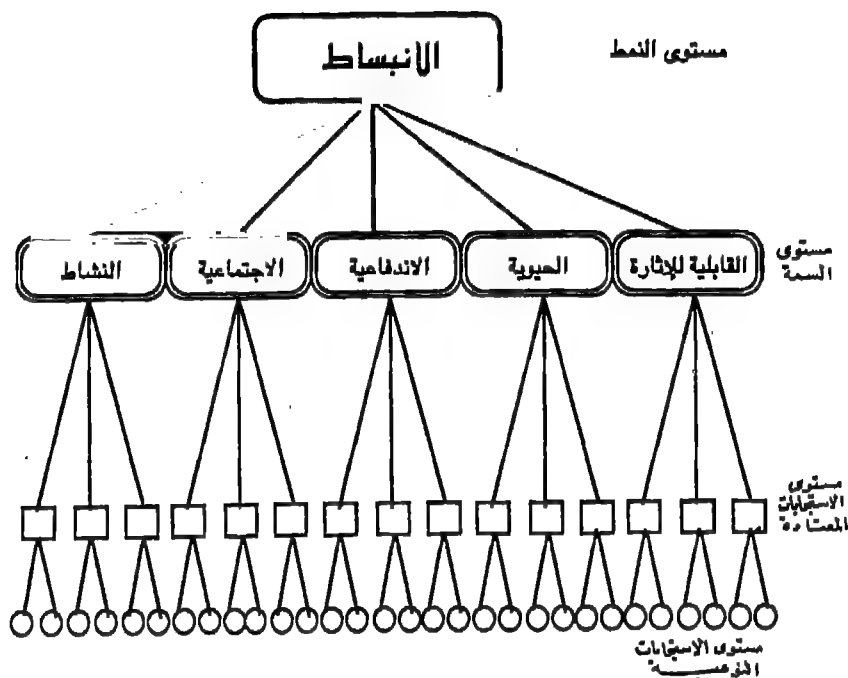 مستوى النمط
الانبساط
مستوى
السمة
القابلية للإثارة
الحيوية
الاندفاعية
الاجتماعية
النشاط
مستوى
الاستجابات
المعتادة
مستوى الاستجابات
النوعية